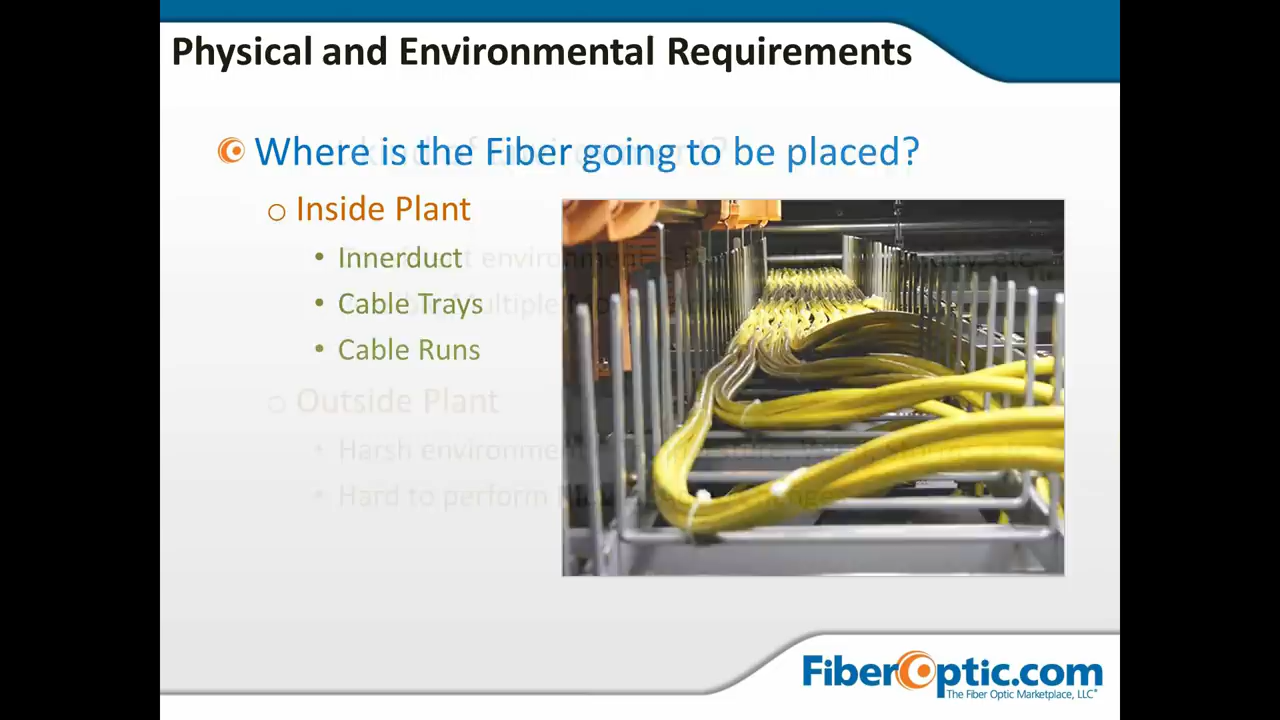 Physical and Environmental Requirements
Where is the Fiber going to be placed?
Inside Plant
• Innerduct
• Cable Trays
• Cable Runs
Outside Plant
• Harsh environment
• Hard to perform
FiberOptic.com
The Fiber Optic Marketplace, LLC